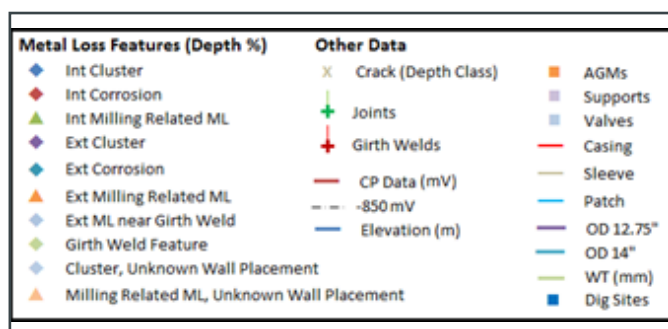 Metal Loss Features (Depth %)
Int Cluster
Int Corrosion
Int Milling Related ML
Ext Cluster
Ext Corrosion
Ext Milling Related ML
Ext ML near Girth Weld
Girth Weld Feature
Cluster, Unknown Wall Placement
Milling Related ML, Unknown Wall Placement
Other Data
Crack (Depth Class)
Joints
Girth Welds
CP Data (mV)
-850 mV
Elevation (m)
AGMs
Supports
Valves
Casing
Sleeve
Patch
OD 12.75"
OD 14"
WT (mm)
Dig Sites